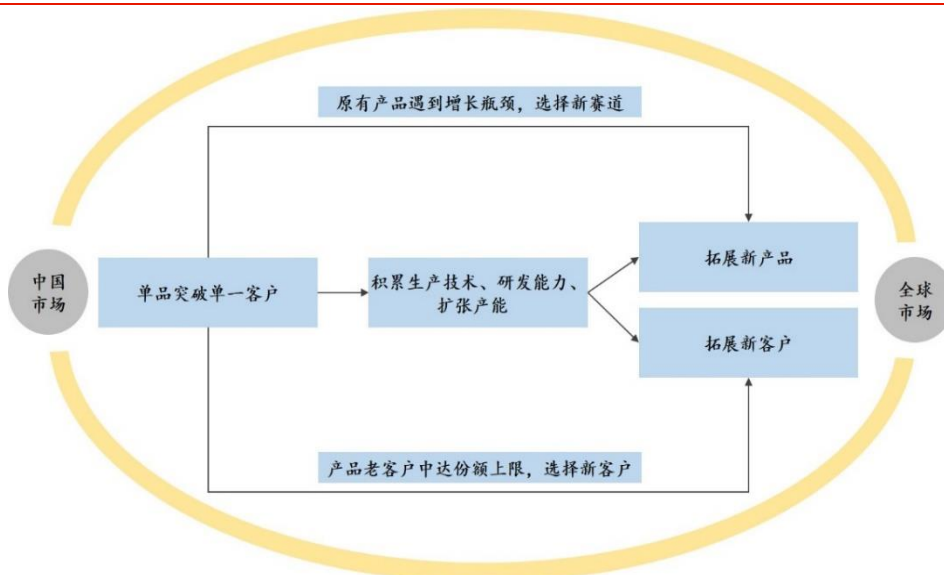 原有产品遇到增长瓶颈，选择新赛道
中国
市场
单品突破单一客户
积累生产技术、研发能力、
扩张产能
拓展新产品
拓展新客户
全球
市场
产品老客户中达份额上限，选择新客户